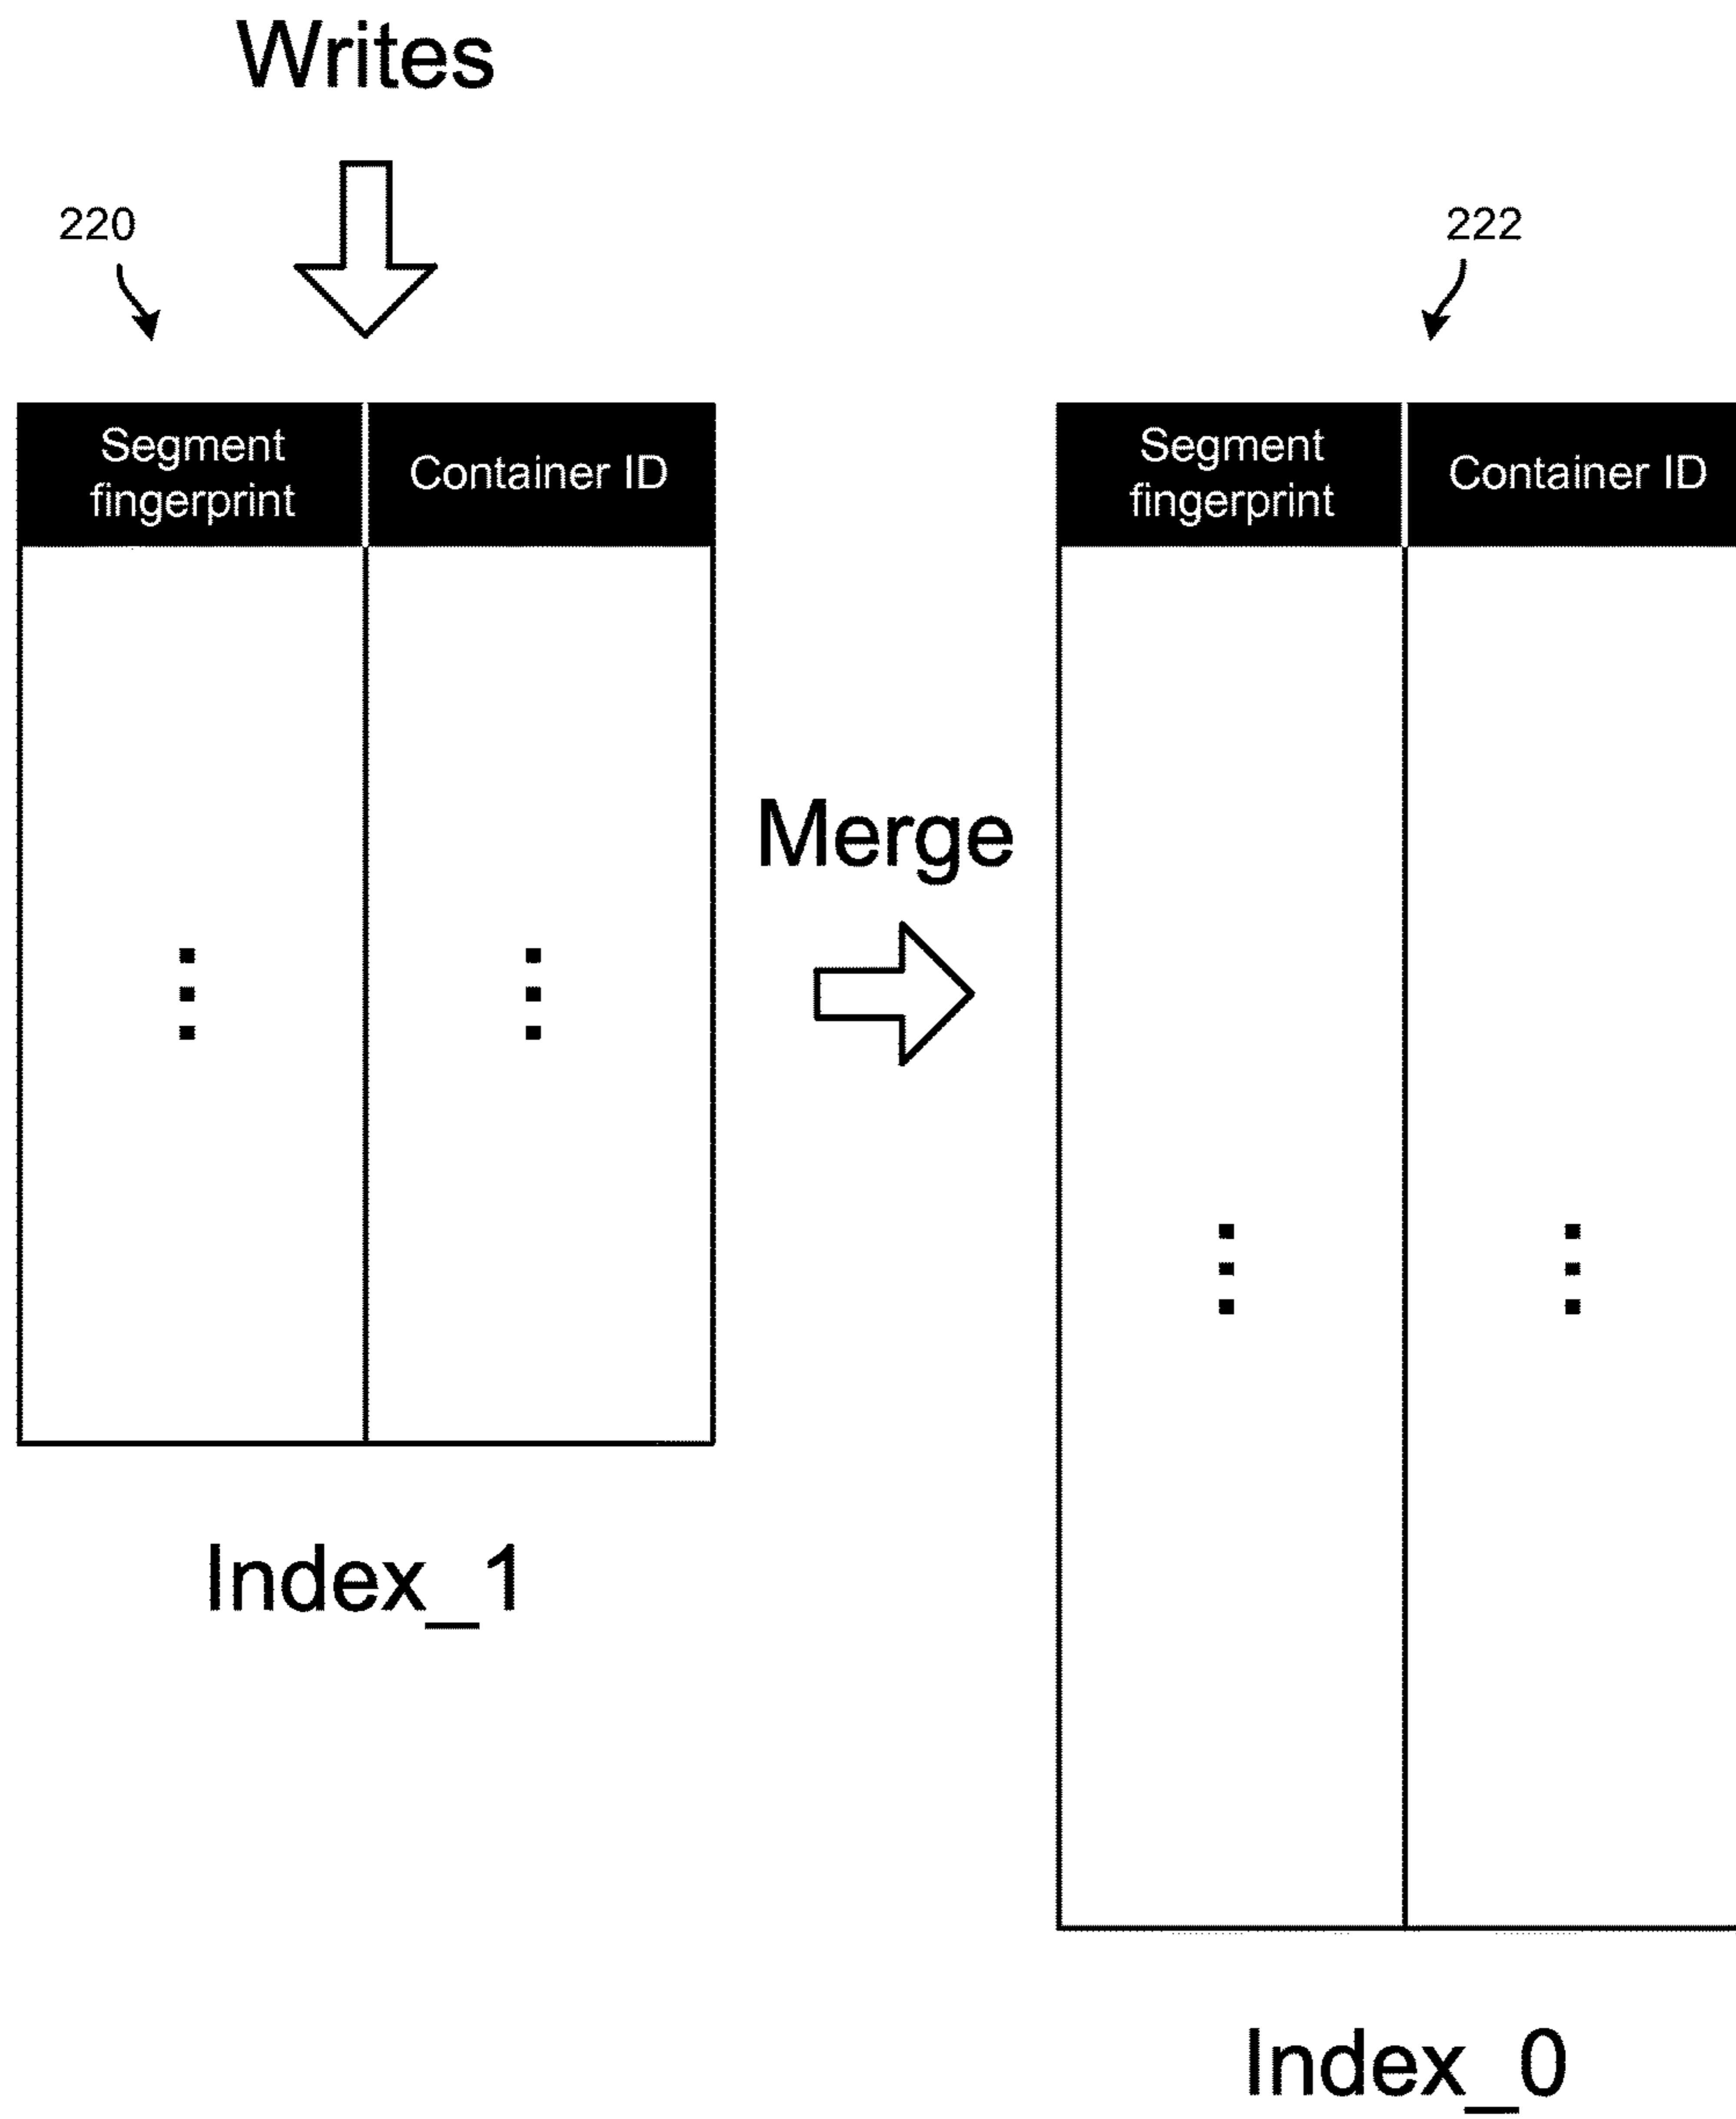 Writes
220
222
Segment
fingerprint
Container ID
Segment
fingerprint
Container ID
Merge
Index_1
Index_0